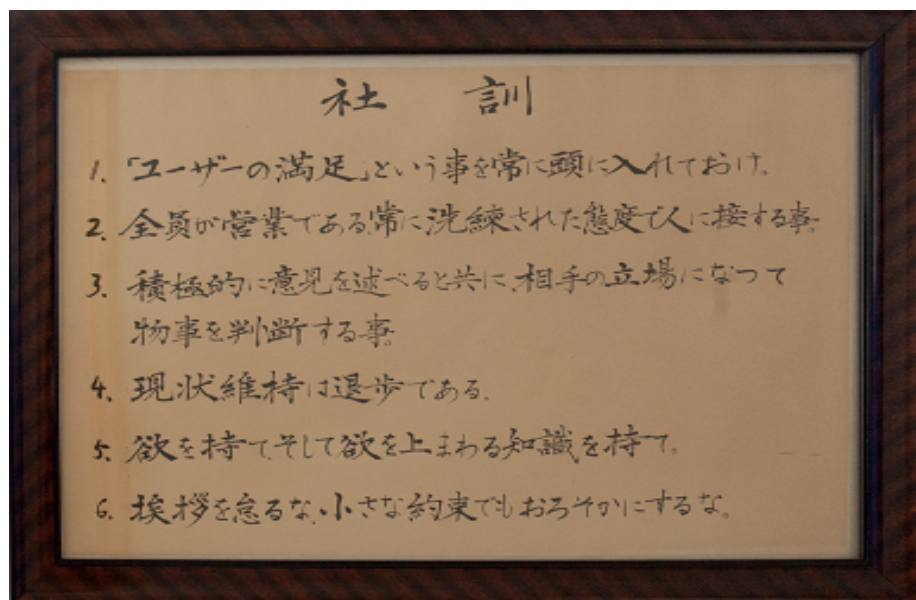 社訓
1. 「ユーザーの満足」という事を常に頭に入れておけ。
2. 全員が営業である、常に洗練された態度で人に接する事。
3. 積極的に意見を述べると共に、相手の立場になつて
物事を判断する事。
4. 現状維持は退歩である。
5. 欲を持て、そして欲を上まわる知識を持て。
6. 挨拶を怠るな、小さな約束でもおろそかにするな。